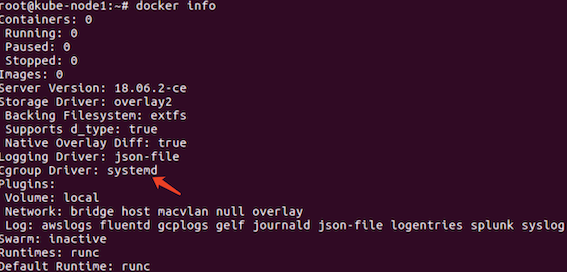 root@kube-node1:~# docker info
Containers: 0
 Running: 0
 Paused: 0
 Stopped: 0
Images: 0
Server Version: 18.06.2-ce
Storage Driver: overlay2
 Backing Filesystem: extfs
 Supports d_type: true
 Native Overlay Diff: true
Logging Driver: json-file
Cgroup Driver: systemd
Plugins:
 Volume: local
 Network: bridge host macvlan null overlay
 Log: awslogs fluentd gcplogs gelf journald json-file logentries splunk syslog
Swarm: inactive
Runtimes: runc
Default Runtime: runc